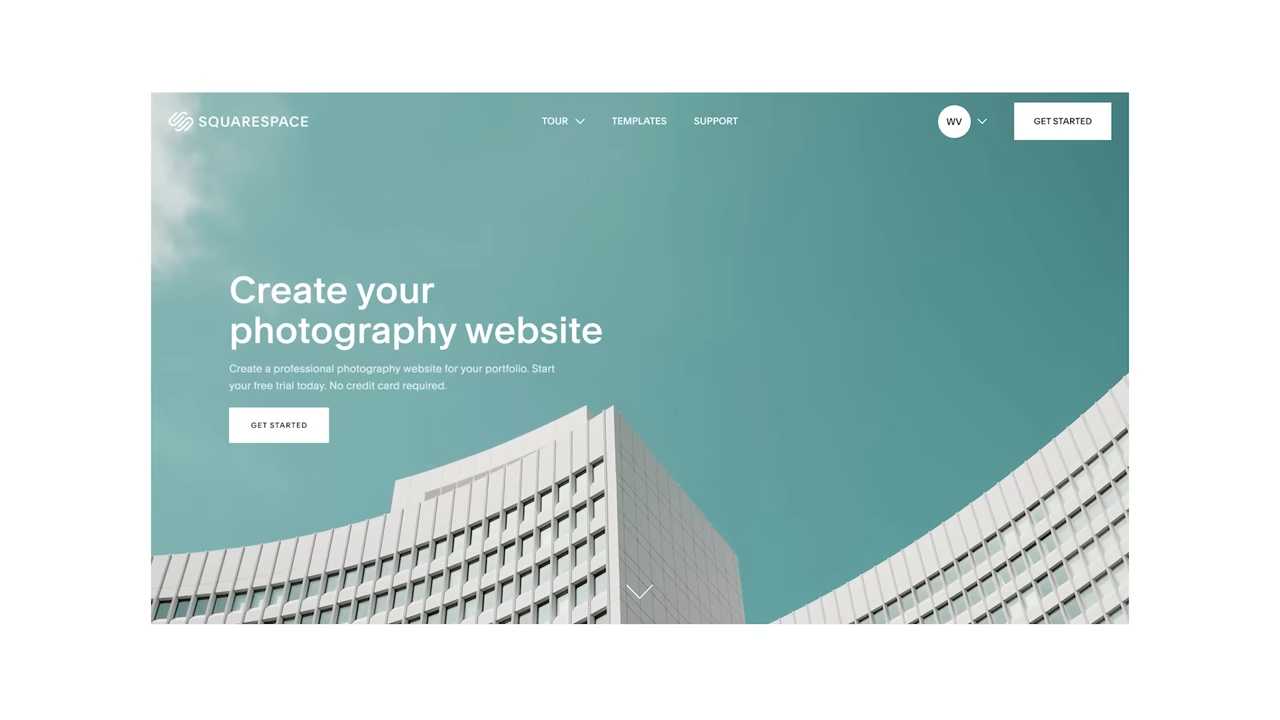 SQUARESPACE
TOUR
TEMPLATES
SUPPORT
WV
GET STARTED
Create your
photography website
Create a professional photography website for your portfolio. Start
your free trial today. No credit card required.
GET STARTED